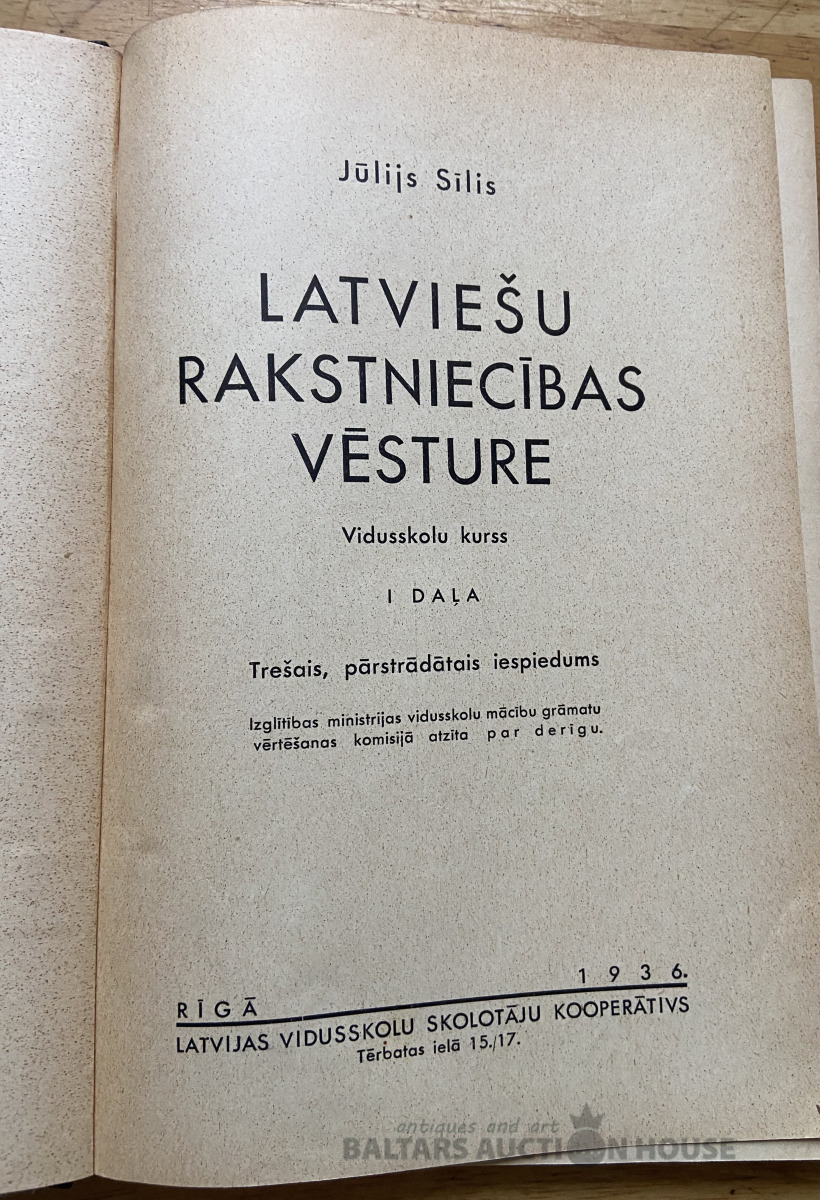 Jūlijs Sīlis
LATVIEŠU
RAKSTNIECĪBAS
VĒSTURE
Vidusskolu kurss
I DAĻA
Trešais, pārstrādātais iespiedums
Izglītības ministrijas vidusskolu mācību grāmatu
vērtēšanas komisijā atzīta par derīgu.
RĪGĀ 1936.
LATVIJAS VIDUSSKOLU SKOLOTĀJU KOOPERĀTĪVS
Tērbatas ielā 15./17.
antiques and art
BALTARS AUCTION HOUSE